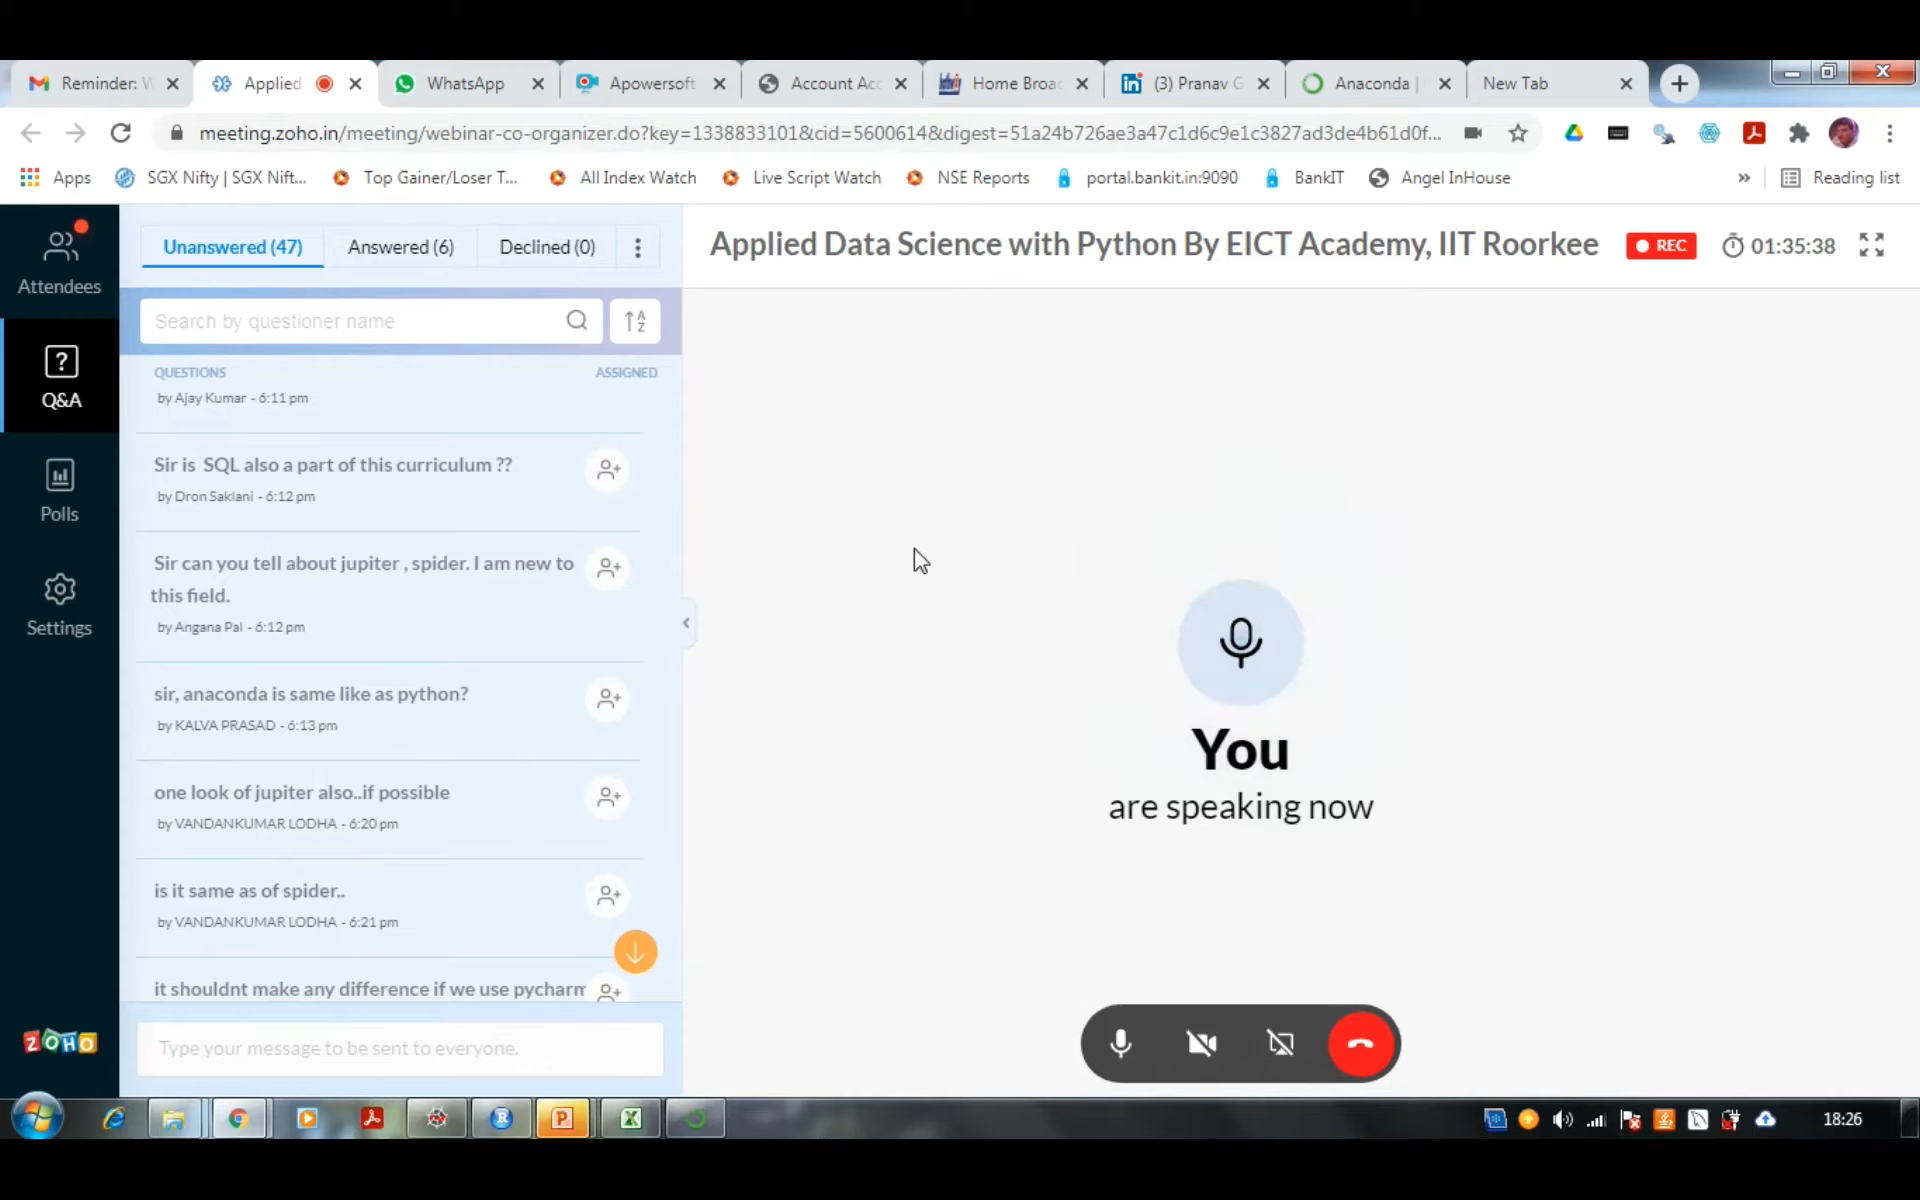 Reminder: W
Applied
WhatsApp
Apowersoft
Account Acc
Home Broad
(3) Pranav G
Anaconda |
New Tab
meeting.zoho.in/meeting/webinar-co-organizer.do?key=1338833101&cid=5600614&digest=51a24b726ae3a47c1d6c9e1c3827ad3de4b61d0f...
Apps
SGX Nifty | SGX Nift...
Top Gainer/Loser T...
All Index Watch
Live Script Watch
NSE Reports
portal.bankit.in:9090
BankIT
Angel InHouse
»
Reading list
Attendees
Q&A
Polls
Settings
ZOHO
Unanswered (47)
Answered (6)
Declined (0)
Search by questioner name
QUESTIONS
ASSIGNED
by Ajay Kumar - 6:11 pm
Sir is SQL also a part of this curriculum ??
by Dron Saklani - 6:12 pm
Sir can you tell about jupiter , spider. I am new to
this field.
by Angana Pal - 6:12 pm
sir, anaconda is same like as python?
by KALVA PRASAD - 6:13 pm
one look of jupiter also..if possible
by VANDANKUMAR LODHA - 6:20 pm
is it same as of spider..
by VANDANKUMAR LODHA - 6:21 pm
it shouldnt make any difference if we use pycharm
Type your message to be sent to everyone.
Applied Data Science with Python By EICT Academy, IIT Roorkee
REC
01:35:38
You
are speaking now
18:26